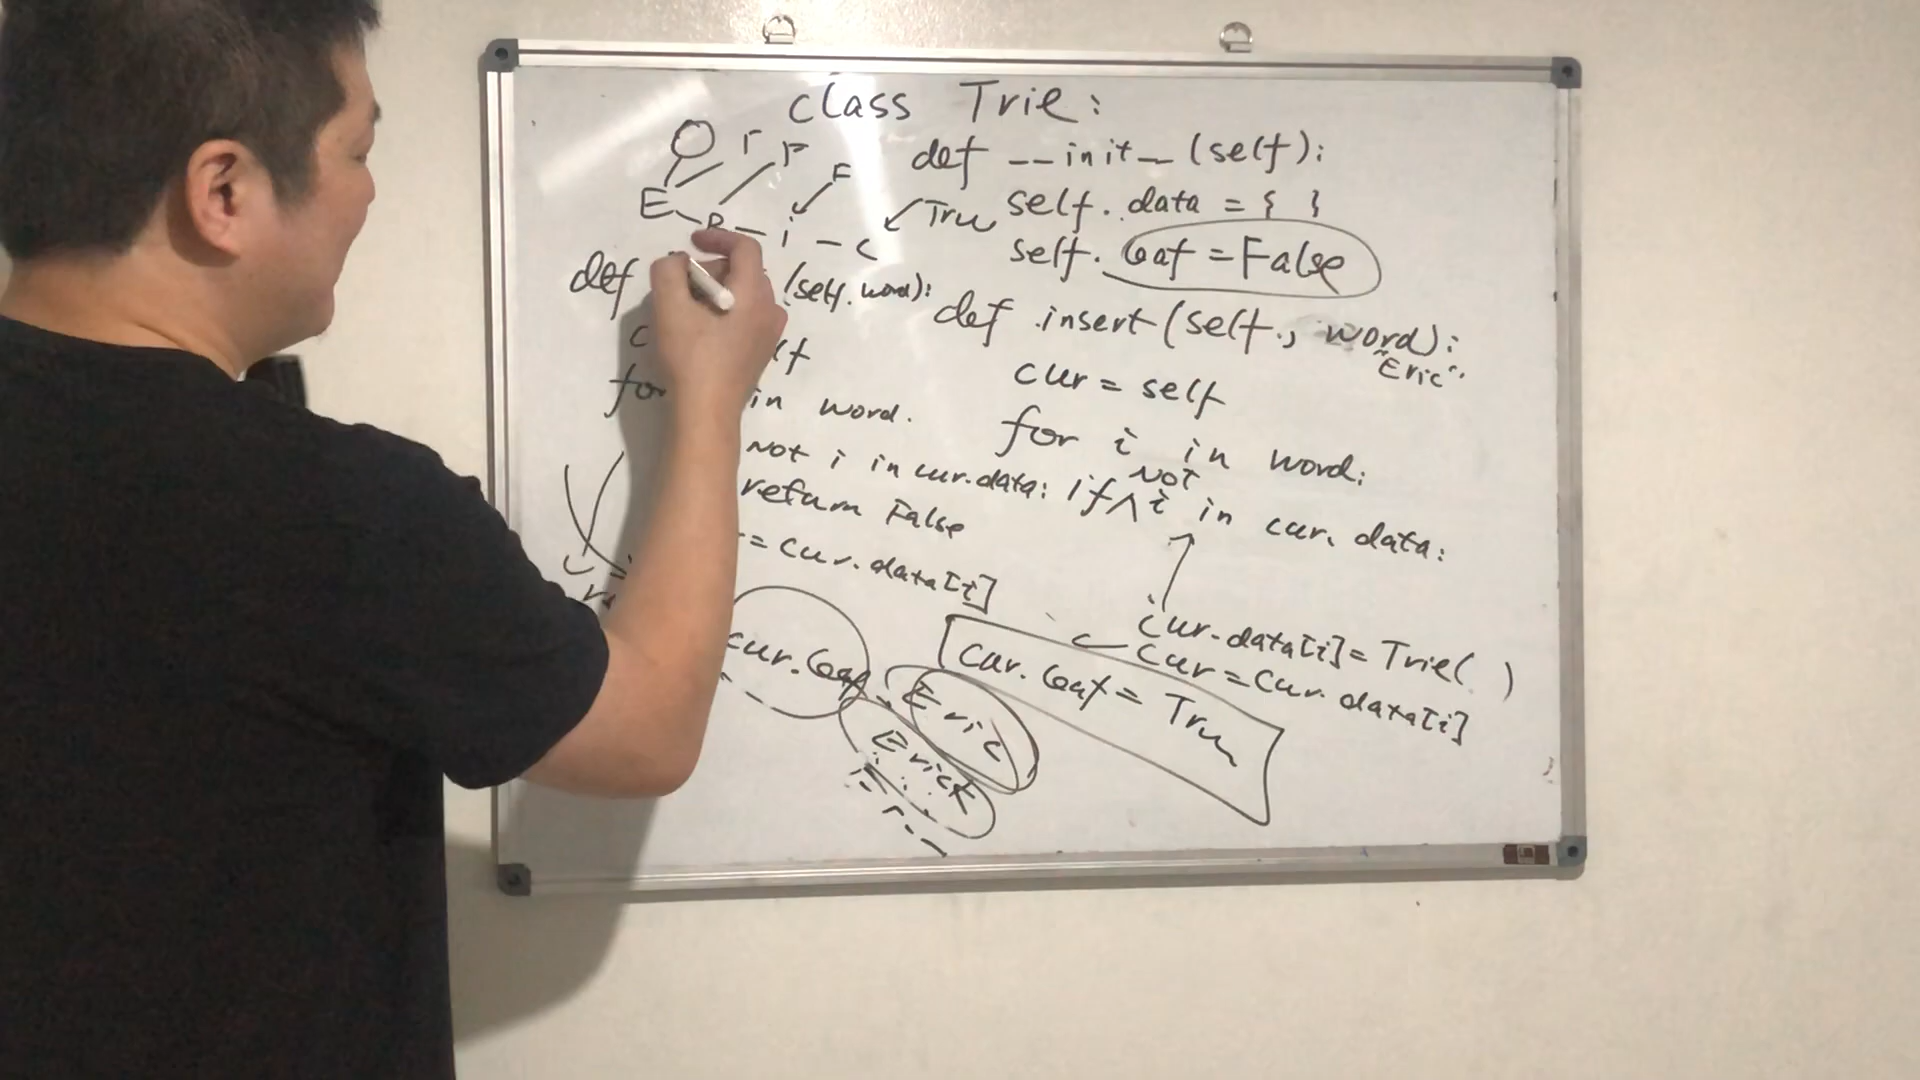 class Trie:
def __init__(self):
self.data = { }
self.leaf = False
F F F
E R - i - c True
def (self.word):
for in word.
Not i in cur.data:
return False
= cur.data[i]
cur.leaf
Eric
Erick
def insert(self., word):
"Eric"
cur = self
for i in word:
if NOT i in cur. data:
cur.data[i] = Trie( )
cur = cur.data[i]
cur.leaf = True